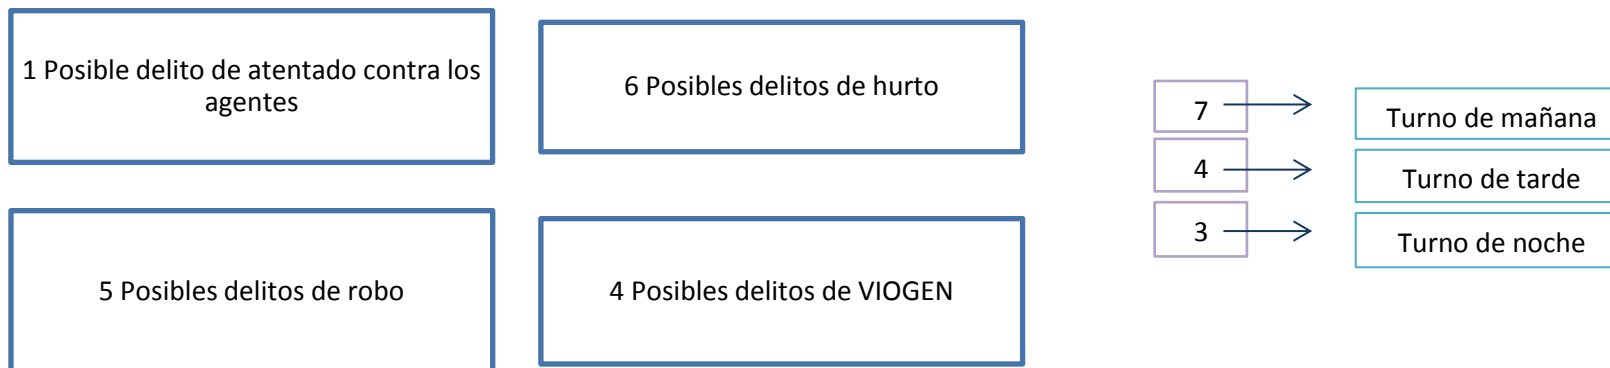 1 Posible delito de atentado contra los
agentes
6 Posibles delitos de hurto
5 Posibles delitos de robo
4 Posibles delitos de VIOGEN
7
Turno de mañana
4
Turno de tarde
3
Turno de noche